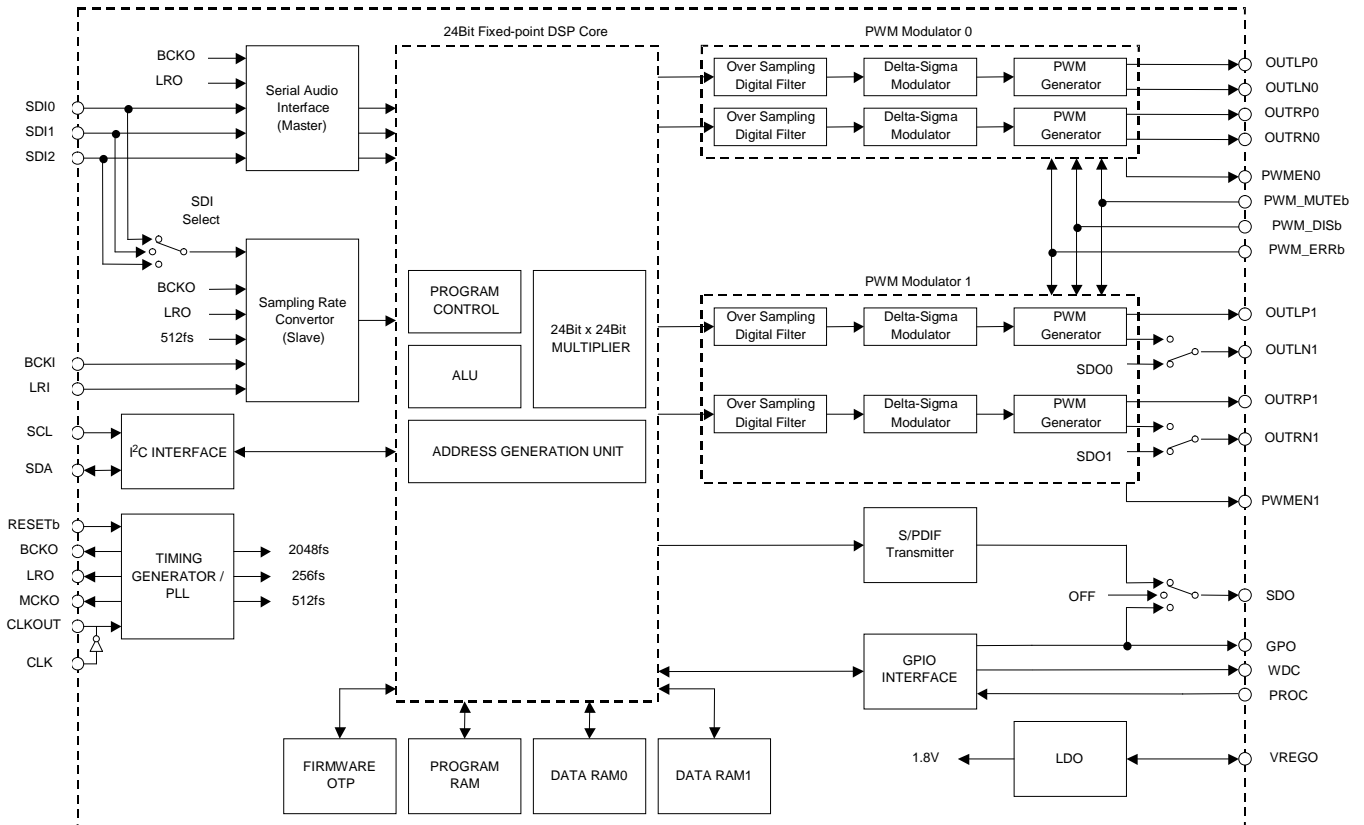 24Bit Fixed-point DSP Core
PWM Modulator 0
BCKO
LRO
SDI0
SDI1
SDI2
Serial Audio
Interface
(Master)
SDI
Select
BCKO
LRO
512fs
Sampling Rate
Convertor
(Slave)
BCKI
LRI
SCL
SDA
I²C INTERFACE
RESETb
BCKO
LRO
MCKO
CLKOUT
CLK
TIMING
GENERATOR /
PLL
2048fs
256fs
512fs
PROGRAM
CONTROL
ALU
24Bit x 24Bit
MULTIPLIER
ADDRESS GENERATION UNIT
FIRMWARE
OTP
PROGRAM
RAM
DATA RAM0
DATA RAM1
Over Sampling
Digital Filter
Delta-Sigma
Modulator
PWM
Generator
Over Sampling
Digital Filter
Delta-Sigma
Modulator
PWM
Generator
OUTLP0
OUTLN0
OUTRP0
OUTRN0
PWMEN0
PWM_MUTEb
PWM_DISb
PWM_ERRb
PWM Modulator 1
Over Sampling
Digital Filter
Delta-Sigma
Modulator
PWM
Generator
SDO0
Over Sampling
Digital Filter
Delta-Sigma
Modulator
PWM
Generator
SDO1
OUTLP1
OUTLN1
OUTRP1
OUTRN1
PWMEN1
S/PDIF
Transmitter
OFF
SDO
GPIO
INTERFACE
GPO
WDC
PROC
1.8V
LDO
VREGO